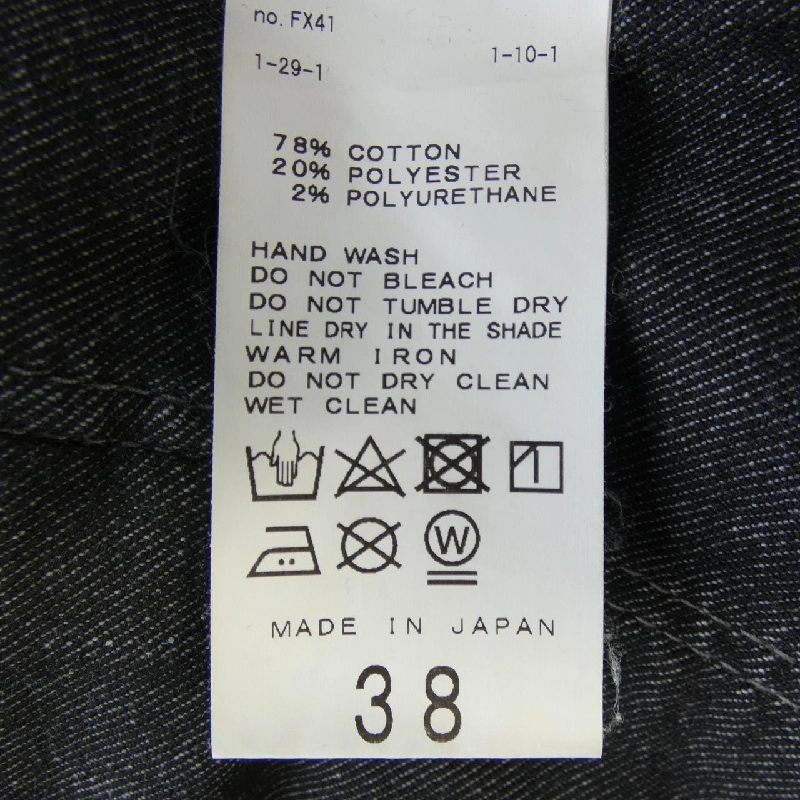 no. FX41
1-29-1 1-10-1
78% COTTON
20% POLYESTER
2% POLYURETHANE
HAND WASH
DO NOT BLEACH
DO NOT TUMBLE DRY
LINE DRY IN THE SHADE
WARM IRON
DO NOT DRY CLEAN
WET CLEAN
W
MADE IN JAPAN
38